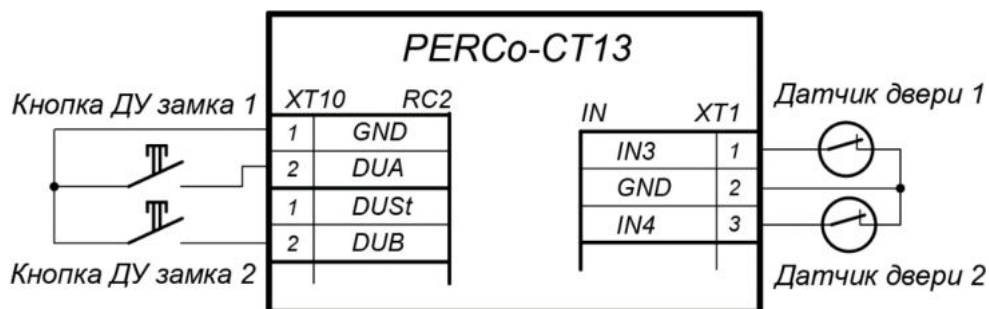 PERCo-CT13
Кнопка ДУ замка 1
XT10 RC2
1 GND
2 DUA
1 DUSt
2 DUB
Кнопка ДУ замка 2
IN XT1
IN3 1
GND 2
IN4 3
Датчик двери 1
Датчик двери 2